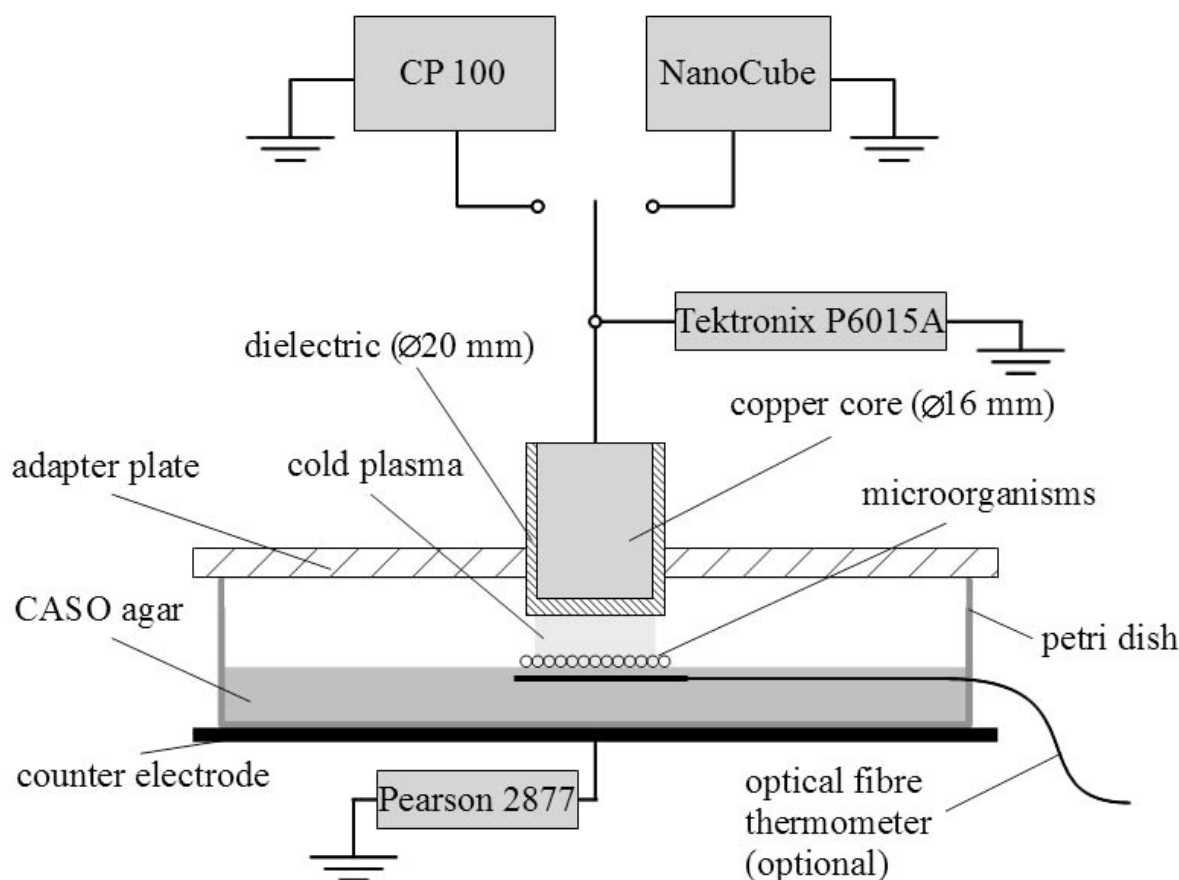 CP 100
NanoCube
Tektronix P6015A
dielectric (⌀20 mm)
copper core (⌀16 mm)
adapter plate
cold plasma
microorganisms
CASO agar
petri dish
counter electrode
Pearson 2877
optical fibre
thermometer
(optional)